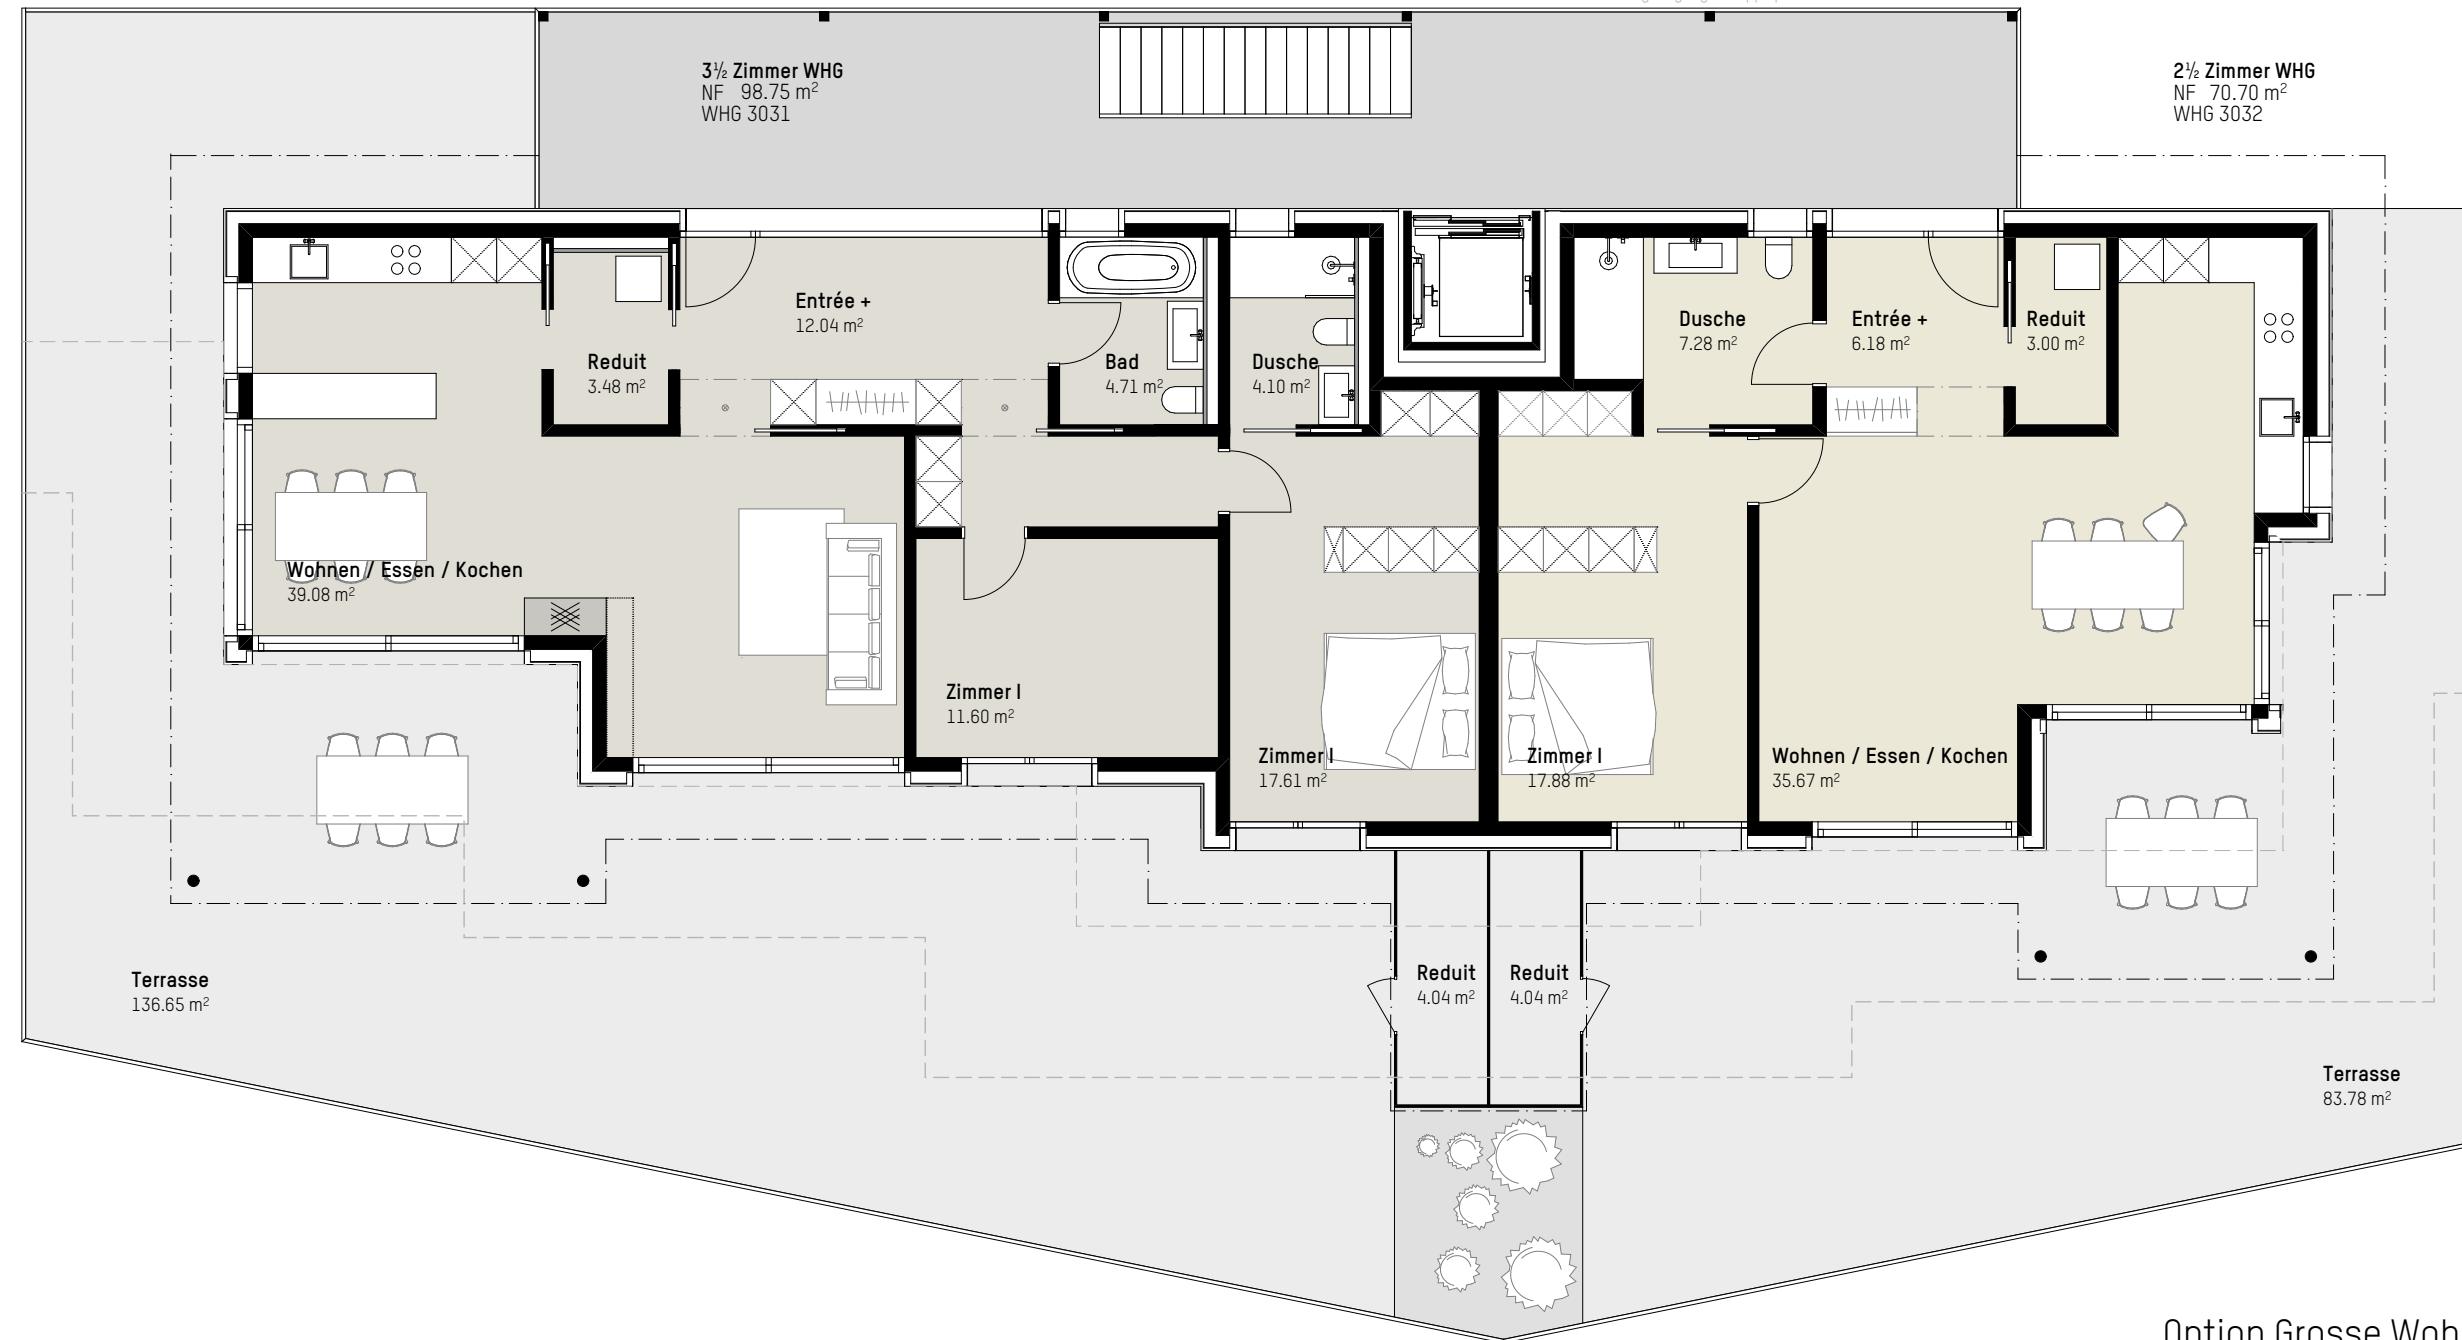 3½ Zimmer WHG
NF 98.75 m²
WHG 3031
2½ Zimmer WHG
NF 70.70 m²
WHG 3032
Entrée +
12.04 m²
Reduit
3.48 m²
Bad
4.71 m²
Dusche
4.10 m²
Dusche
7.28 m²
Entrée +
6.18 m²
Reduit
3.00 m²
Wohnen / Essen / Kochen
39.08 m²
Zimmer I
11.60 m²
Zimmer I
17.61 m²
Zimmer I
17.88 m²
Wohnen / Essen / Kochen
35.67 m²
Terrasse
136.65 m²
Reduit
4.04 m²
Reduit
4.04 m²
Terrasse
83.78 m²
Option Grosse